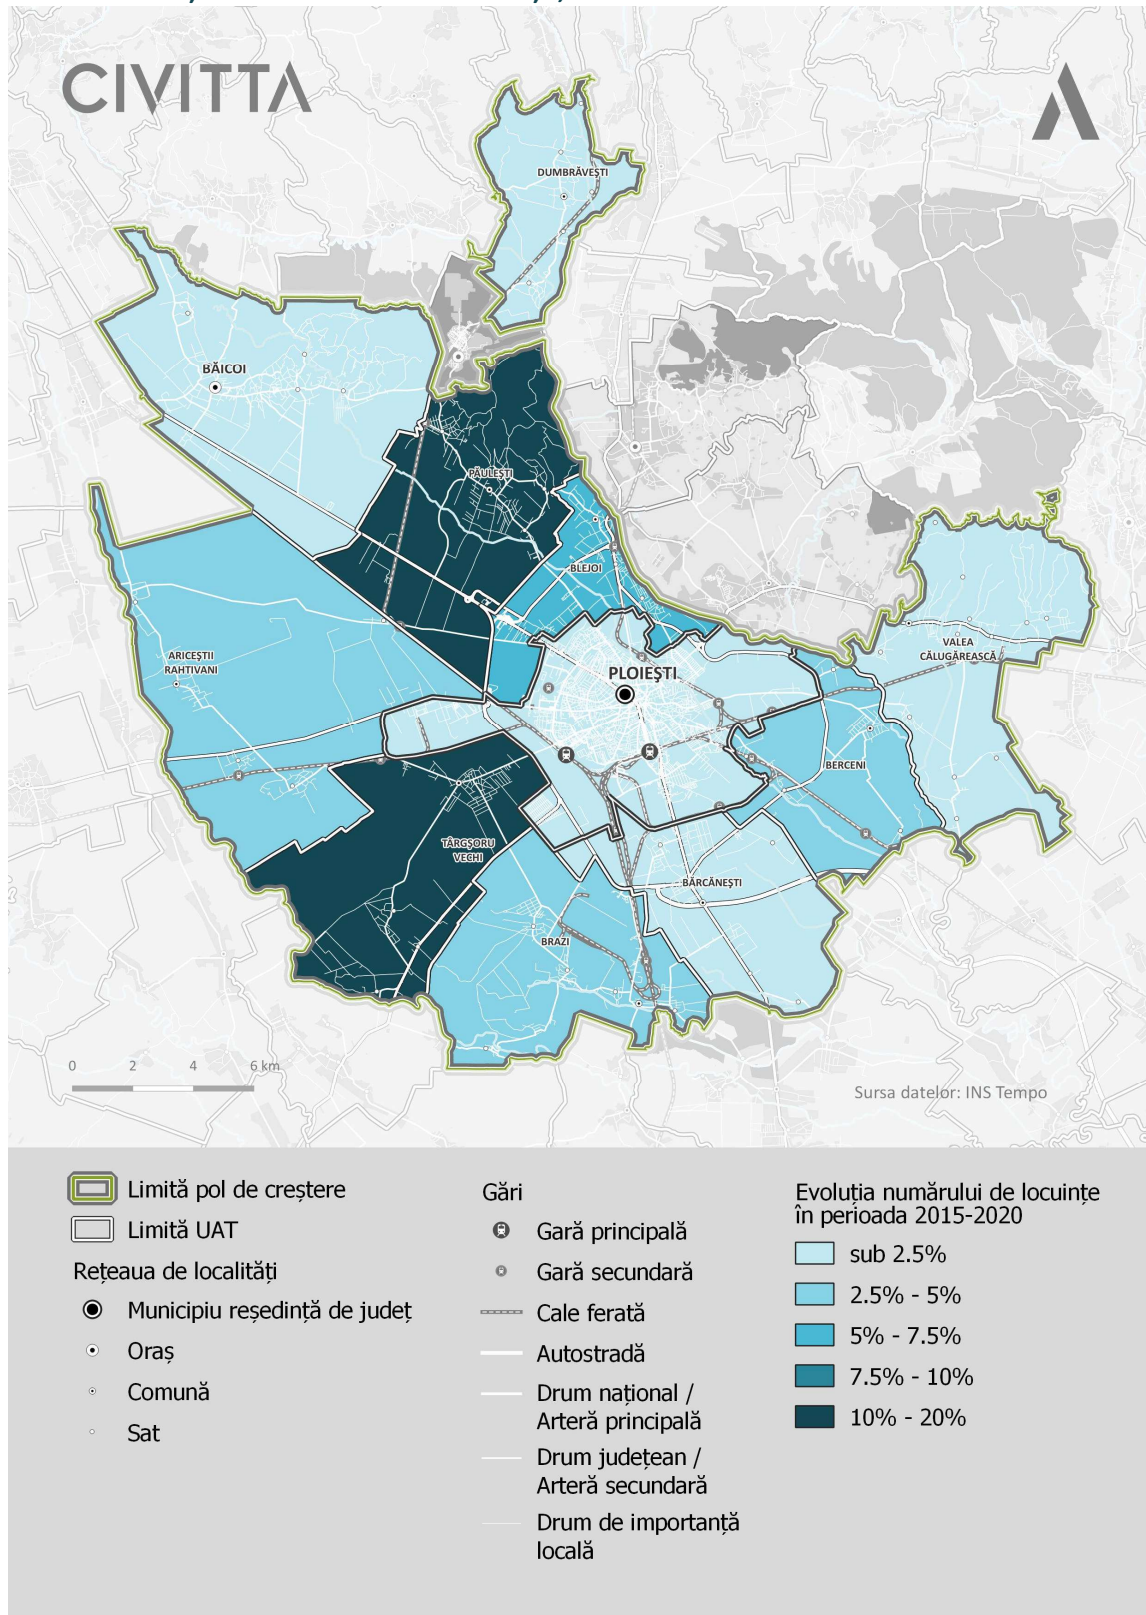 CIVITTA
DUMBRĂVEȘTI
BĂICOI
PĂULEȘTI
BLEJOI
VALEA
CĂLUGĂREASCĂ
ARICEȘTII
RAHTIVANI
PLOIEȘTI
BERCENI
TÂRGȘORU
VECHI
BĂRCĂNEȘTI
BRAZI
0 2 4 6 km
Sursa datelor: INS Tempo
Limită pol de creștere
Limită UAT
Rețeaua de localități
Municipiu reședință de județ
Oraș
Comună
Sat
Gări
Gară principală
Gară secundară
Cale ferată
Autostradă
Drum național /
Arteră principală
Drum județean /
Arteră secundară
Drum de importanță
locală
Evoluția numărului de locuințe
în perioada 2015-2020
sub 2.5%
2.5% - 5%
5% - 7.5%
7.5% - 10%
10% - 20%